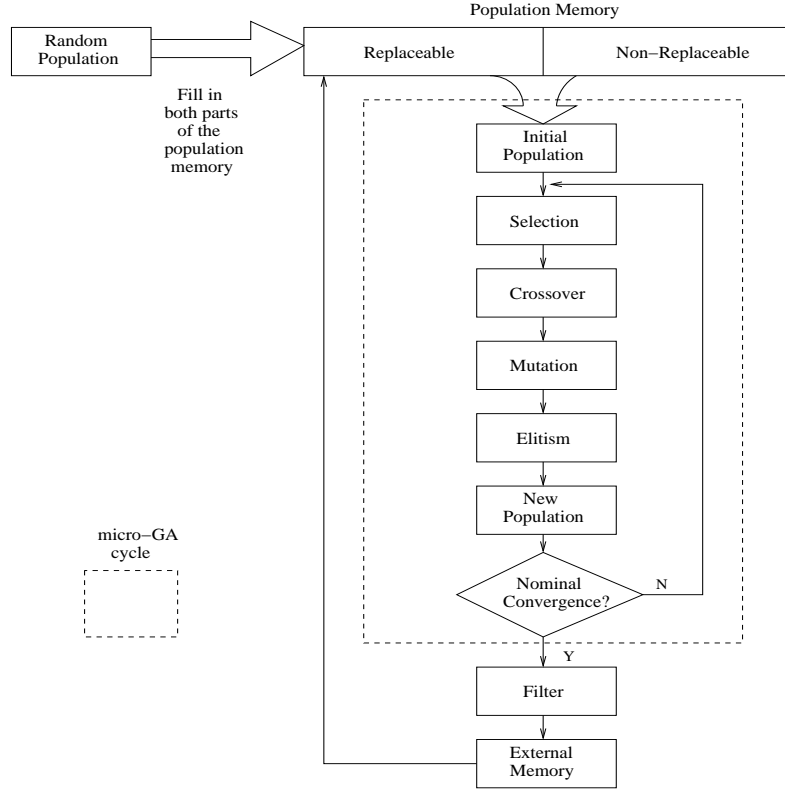 Population Memory
Random
Population
Replaceable
Non-Replaceable
Fill in
both parts
of the
population
memory
Initial
Population
Selection
Crossover
Mutation
Elitism
New
Population
micro-GA
cycle
Nominal
Convergence?
N
Y
Filter
External
Memory